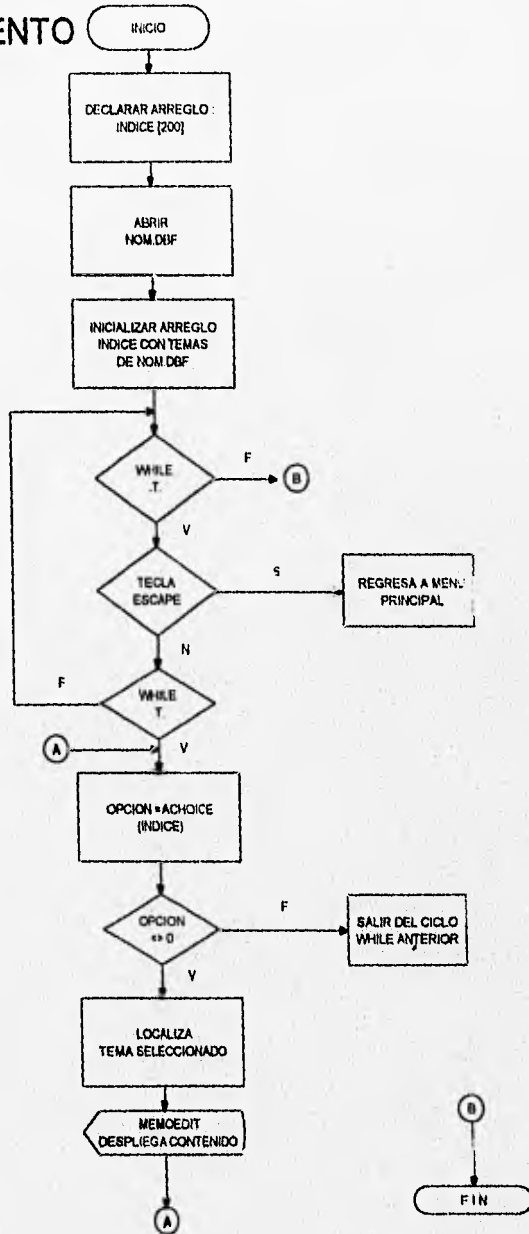 ENTO
INICIO
DECLARAR ARREGLO :
INDICE [200]
ABRIR
NOM.DBF
INICIALIZAR ARREGLO
INDICE CON TEMAS
DE NOM.DBF
WHILE
.T.
F
B
V
TECLA
ESCAPE
S
REGRESA A MENU
PRINCIPAL
N
F
WHILE
T.
A
V
OPCION = ACHOICE
(INDICE)
OPCION
<> 0
F
SALIR DEL CICLO
WHILE ANTERIOR
V
LOCALIZA
TEMA SELECCIONADO
MEMOEDIT
DESPLIEGA CONTENIDO
A
B
FIN